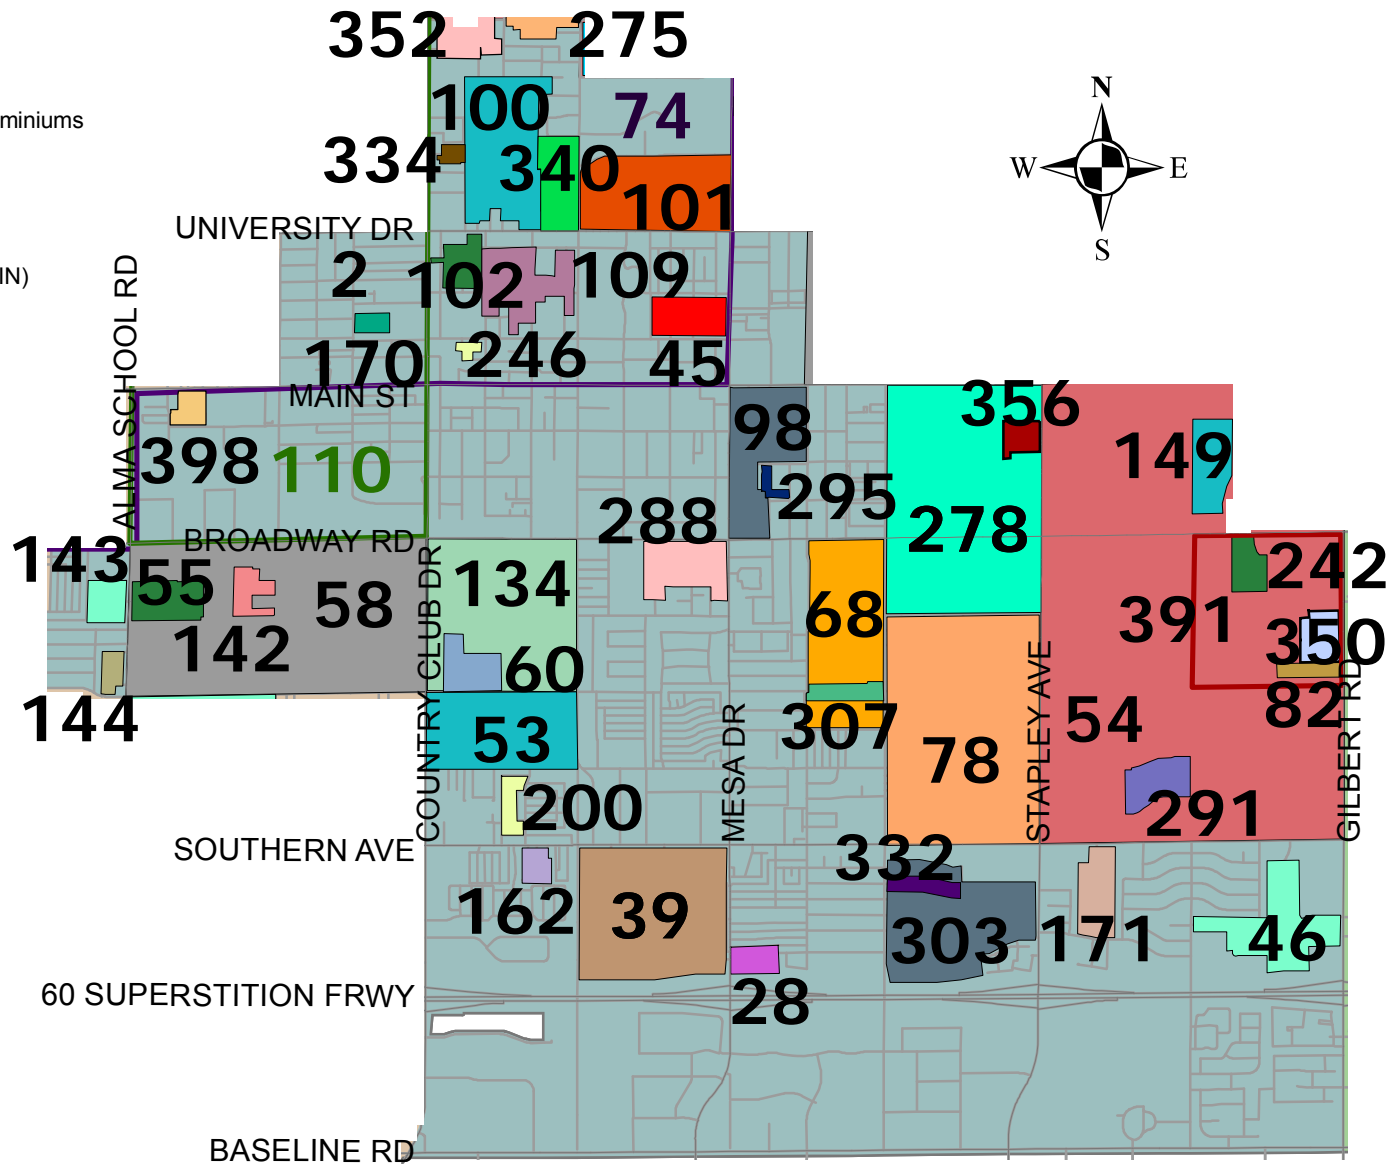 352
275
N
100
74
miniums
334
340
W
E
101
UNIVERSITY DR
S
2
102
109
IN)
ALMA SCHOOL RD
170
246
45
MAIN ST
356
98
398
110
149
295
288
278
BROADWAY RD
143
55
58
134
242
142
68
391
350
60
144
82
53
307
54
COUNTRY CLUB DR
MESA DR
78
STAPLEY AVE
GILBERT RD
200
291
SOUTHERN AVE
332
162
39
303
171
46
60 SUPERSTITION FRWY
28
BASELINE RD